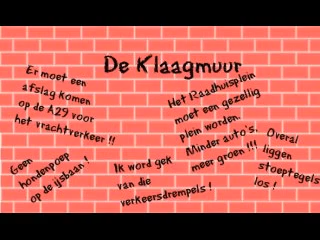 De Klaagmuur
Er moet een
afslag komen
op de A29 voor
het vrachtverkeer !!
Het Raadhuisplein
moet een gezellig
plein worden.
Minder auto's.
meer groen !!!
Overal
liggen
stoeptegels
los !
Geen
hondenpoep
op de ijsbaan !
Ik word gek
van die
verkeersdrempels !